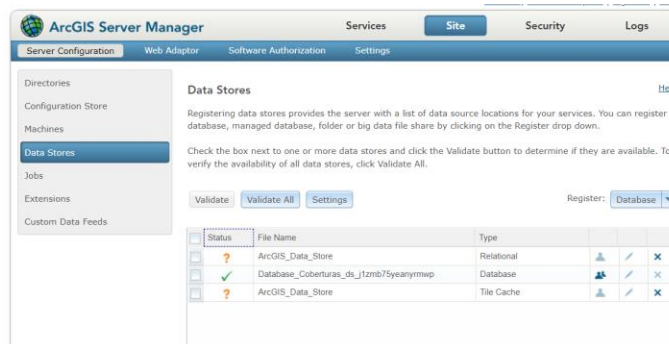 ArcGIS Server Manager
Services
Site
Security
Logs
Server Configuration
Web Adaptor
Software Authorization
Settings
Directories
Configuration Store
Machines
Data Stores
Jobs
Extensions
Custom Data Feeds
Data Stores
He
Registering data stores provides the server with a list of data source locations for your services. You can register
database, managed database, folder or big data file share by clicking on the Register drop down.
Check the box next to one or more data stores and click the Validate button to determine if they are available. To
verify the availability of all data stores, click Validate All.
Validate
Validate All
Settings
Register:
Database
Status
File Name
Type
?
ArcGIS_Data_Store
Relational
Database_Coberturas_ds_j1zmb75yeanyrmwp
Database
?
ArcGIS_Data_Store
Tile Cache